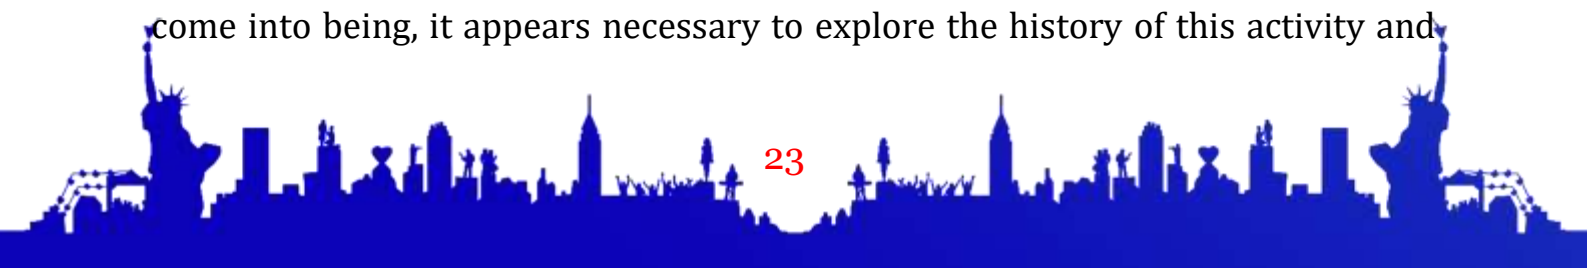 come into being, it appears necessary to explore the history of this activity and
23